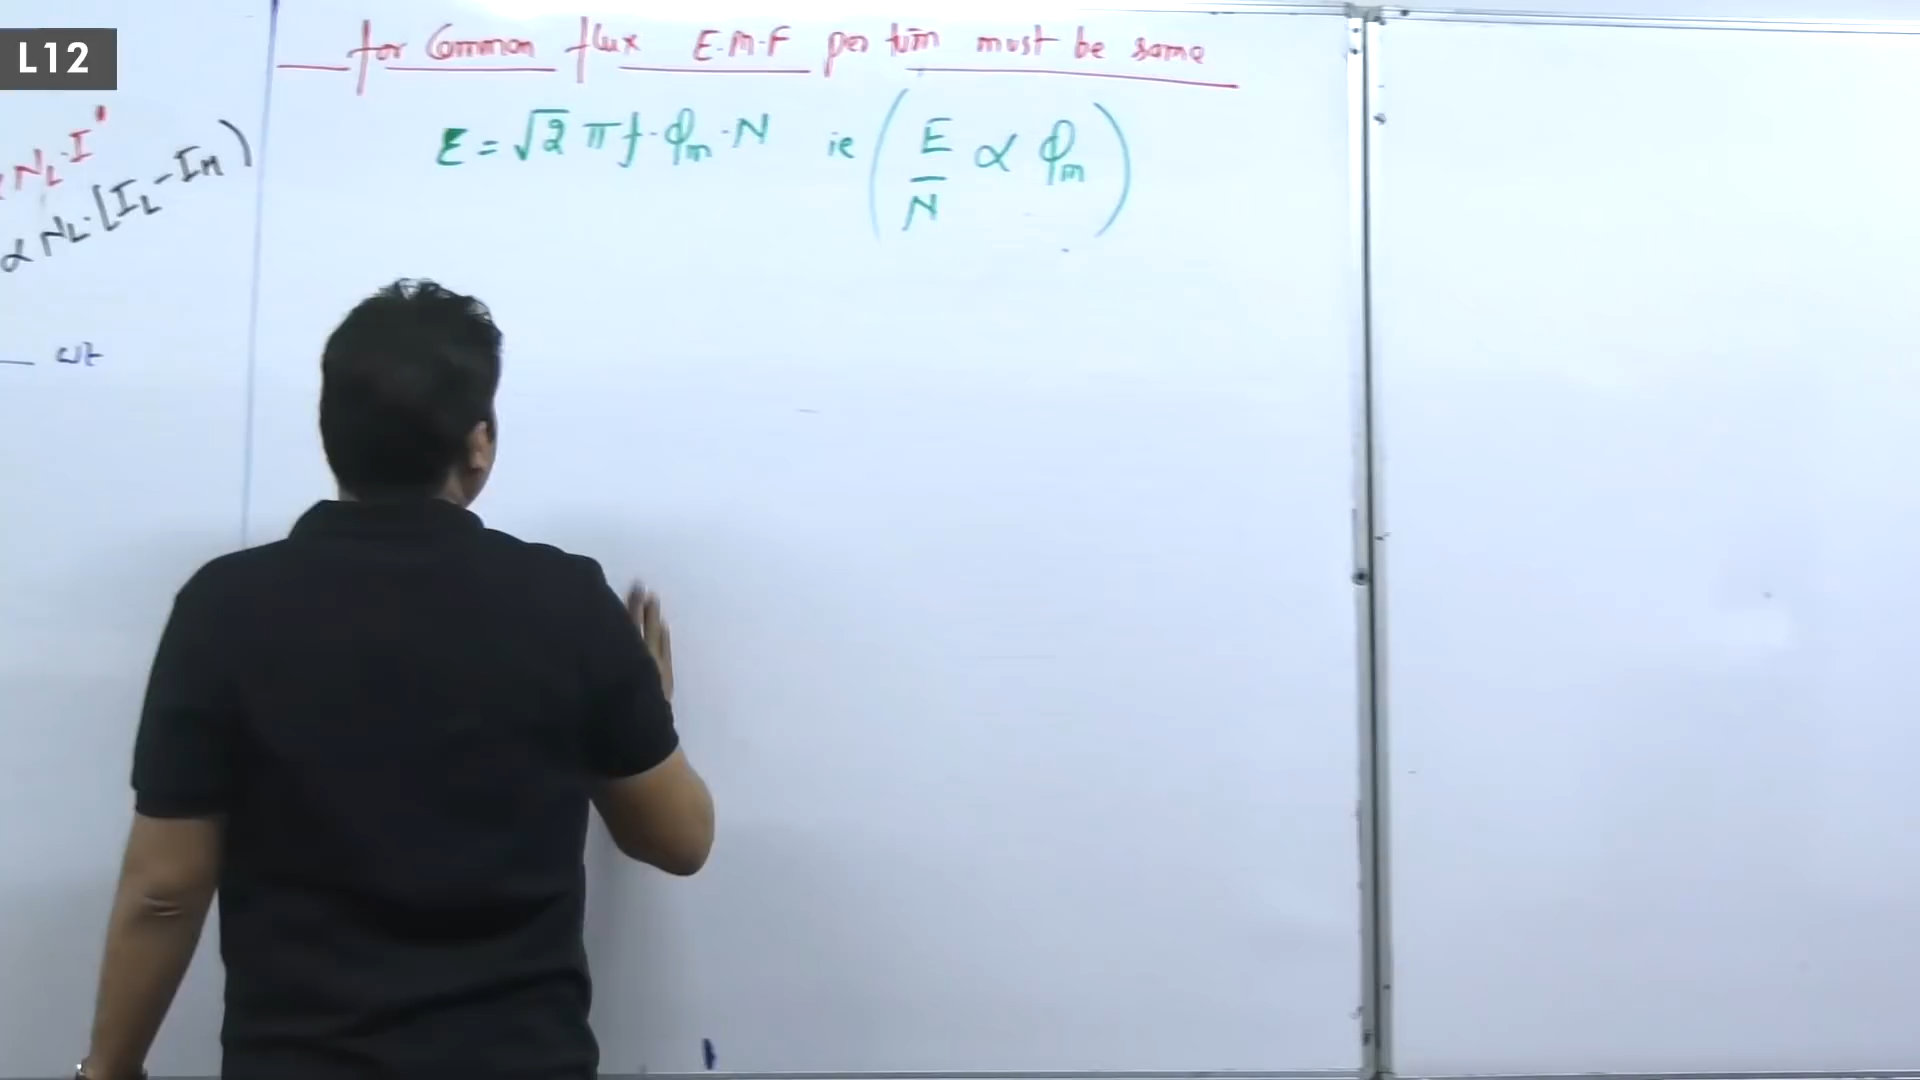 L12
for Common flux E.M.F per turn must be same
E = √2 π f · φm · N ie ( E/N ∝ φm )
NL · I'
∝ NL · [IL - Im)
ωt